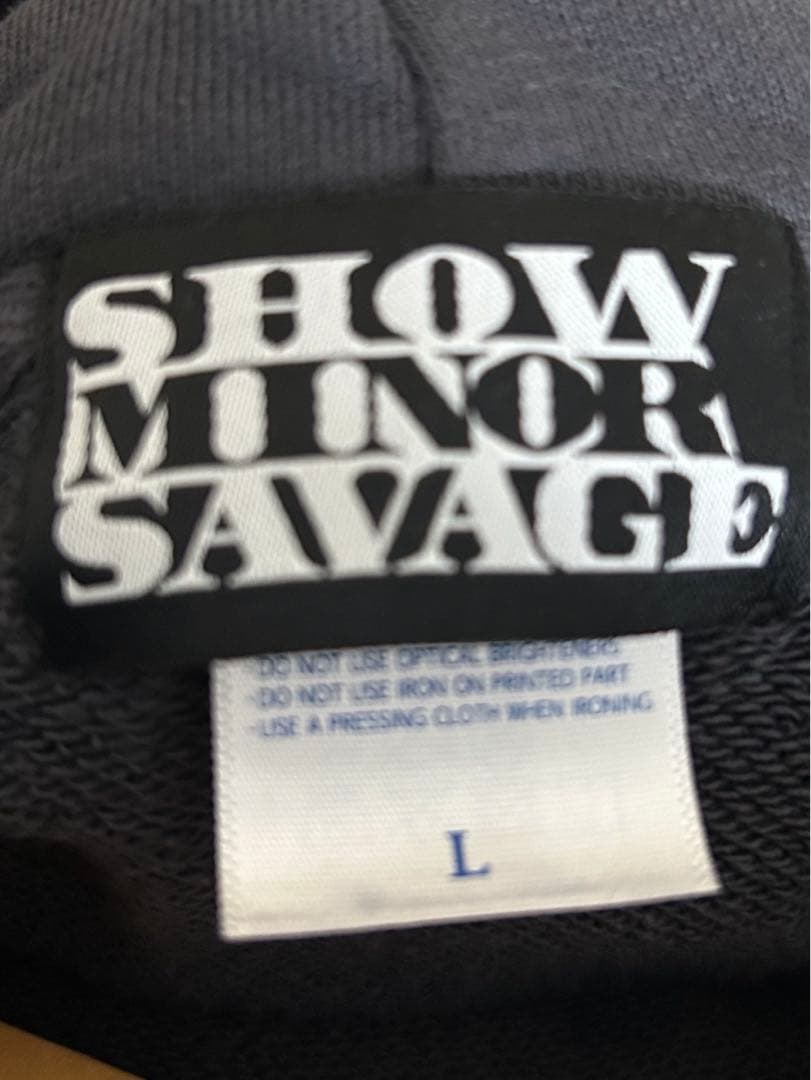 SHOW
MINOR
SAVAGE
·DO NOT USE OPTICAL BRIGHTENERS
·DO NOT USE IRON ON PRINTED PART
·USE A PRESSING CLOTH WHEN IRONING
L